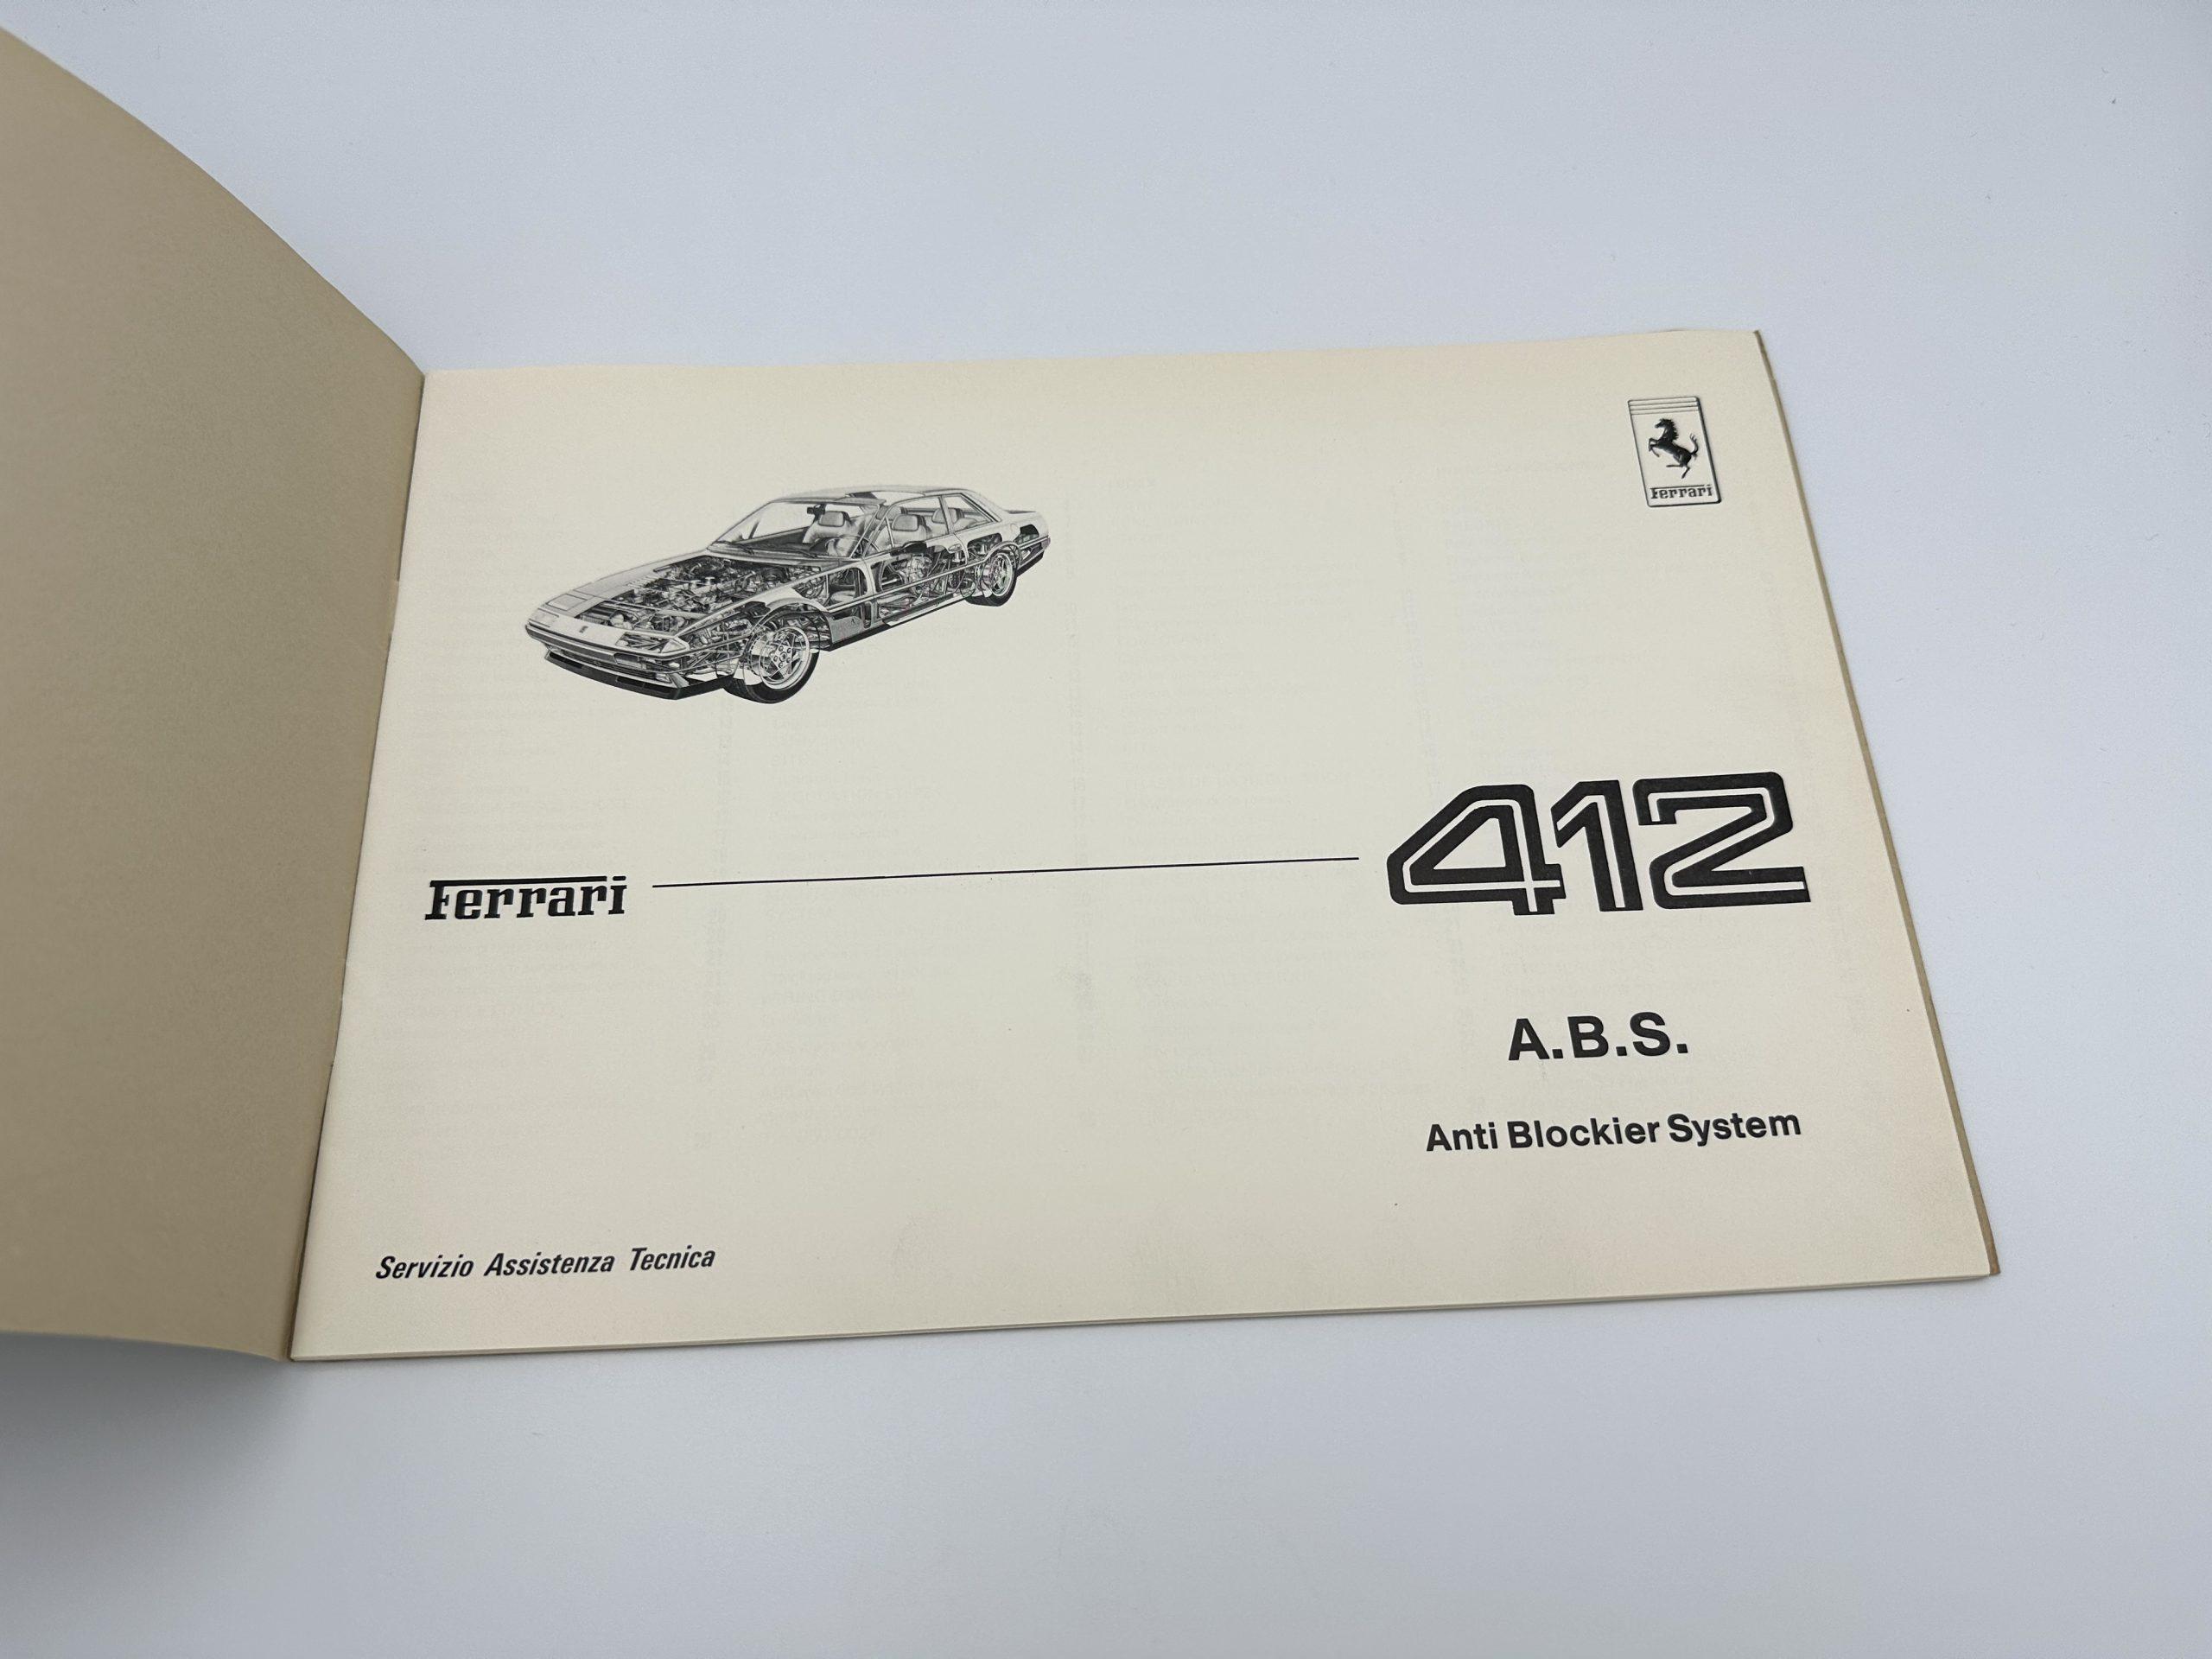 Ferrari
Ferrari
412
A.B.S.
Anti Blockier System
Servizio Assistenza Tecnica